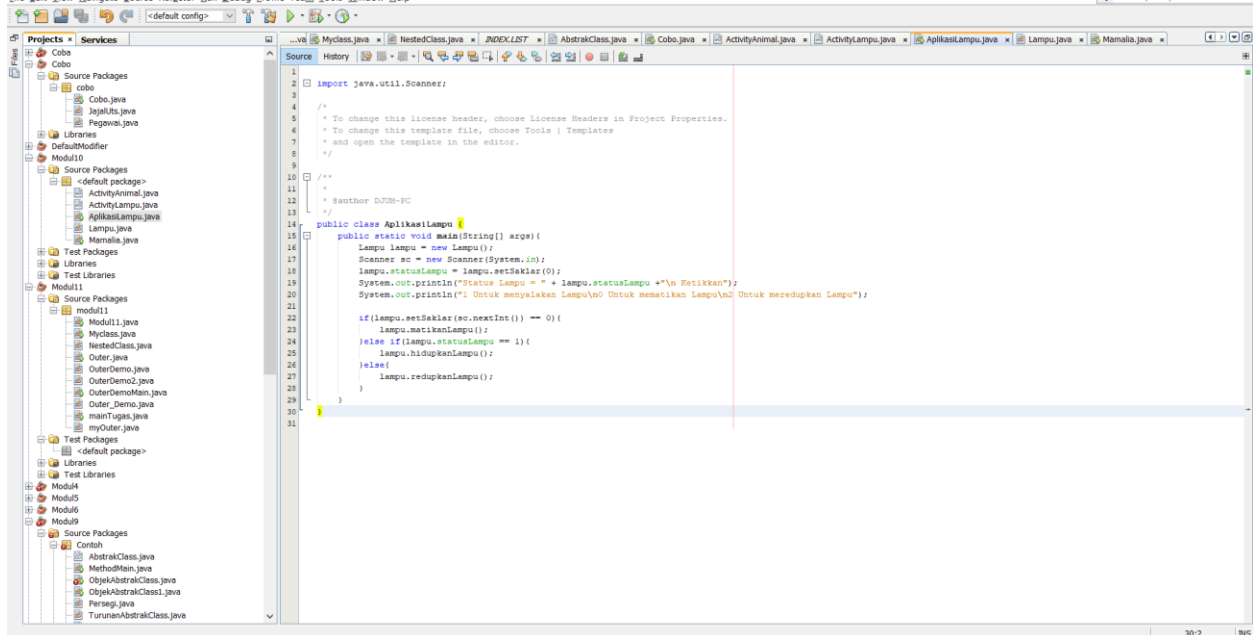 <default config>
Projects × Services
Files
Coba
Cobo
Source Packages
cobo
Cobo.java
JajalUts.java
Pegawai.java
Libraries
DefaultModifier
Modul10
Source Packages
<default package>
ActivityAnimal.java
ActivityLampu.java
AplikasiLampu.java
Lampu.java
Mamalia.java
Test Packages
Libraries
Test Libraries
Modul11
Source Packages
modul11
Modul11.java
Myclass.java
NestedClass.java
Outer.java
OuterDemo.java
OuterDemo2.java
OuterDemoMain.java
Outer_Demo.java
mainTugas.java
myOuter.java
Test Packages
<default package>
Libraries
Test Libraries
Modul4
Modul5
Modul6
Modul9
Source Packages
Contoh
AbstrakClass.java
MethodMain.java
ObjekAbstrakClass.java
ObjekAbstrakClass1.java
Persegi.java
TurunanAbstrakClass.java
...va Myclass.java × NestedClass.java × INDEX.LIST × AbstrakClass.java × Cobo.java × ActivityAnimal.java × ActivityLampu.java × AplikasiLampu.java × Lampu.java × Mamalia.java ×
Source History
1
2 import java.util.Scanner;
3
4 /*
5 * To change this license header, choose License Headers in Project Properties.
6 * To change this template file, choose Tools | Templates
7 * and open the template in the editor.
8 */
9
10 /**
11 *
12 * @author DJUM-PC
13 */
14 public class AplikasiLampu {
15 public static void main(String[] args){
16 Lampu lampu = new Lampu();
17 Scanner sc = new Scanner(System.in);
18 lampu.statusLampu = lampu.setSaklar(0);
19 System.out.println("Status Lampu = " + lampu.statusLampu +"\n Ketikkan");
20 System.out.println("1 Untuk menyalakan Lampu\n0 Untuk mematikan Lampu\n2 Untuk meredupkan Lampu");
21
22 if(lampu.setSaklar(sc.nextInt()) == 0){
23 lampu.matikanLampu();
24 }else if(lampu.statusLampu == 1){
25 lampu.hidupkanLampu();
26 }else{
27 lampu.redupkanLampu();
28 }
29 }
30 }
31
30:2 INS